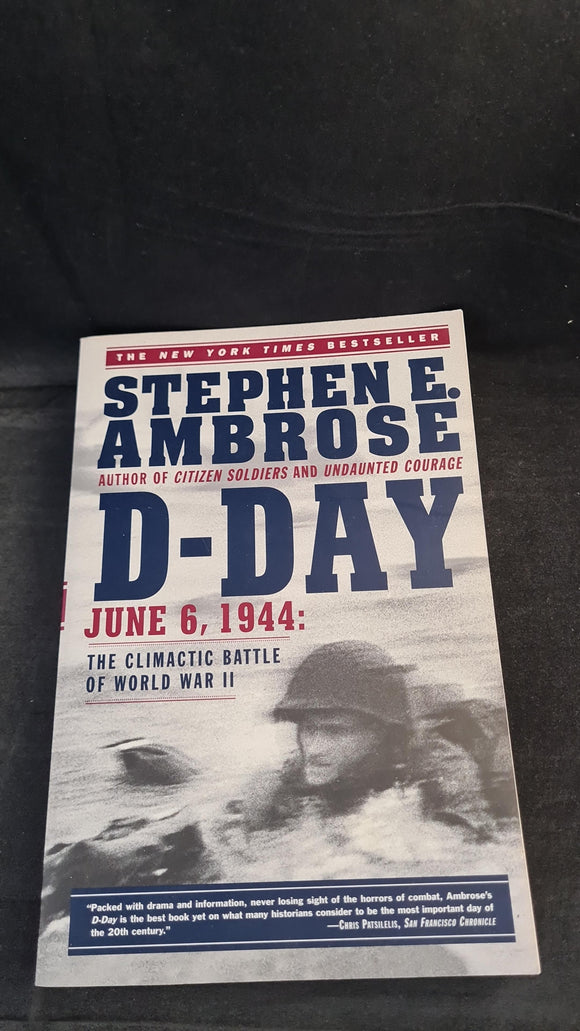 THE NEW YORK TIMES BESTSELLER
STEPHEN E.
AMBROSE
AUTHOR OF CITIZEN SOLDIERS AND UNDAUNTED COURAGE
D-DAY
JUNE 6, 1944:
THE CLIMACTIC BATTLE
OF WORLD WAR II
“Packed with drama and information, never losing sight of the horrors of combat, Ambrose’s
D-Day is the best book yet on what many historians consider to be the most important day of
the 20th century.” —CHRIS PATSILELIS, SAN FRANCISCO CHRONICLE